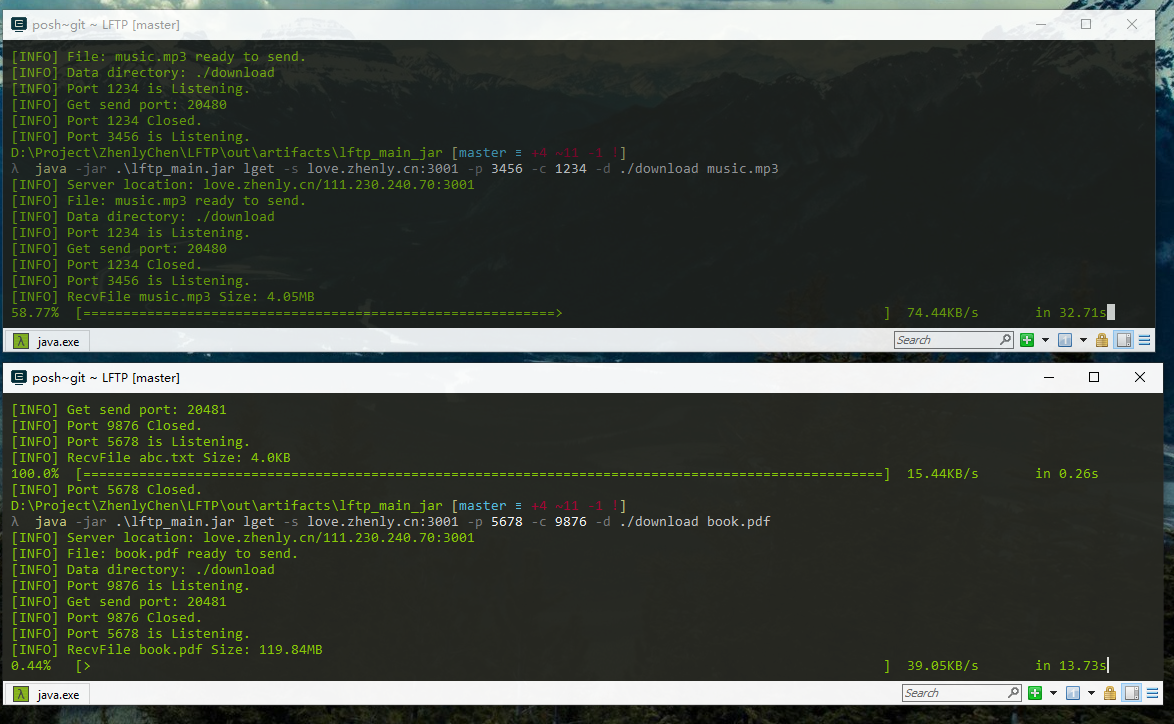 posh~git ~ LFTP [master]
[INFO] File: music.mp3 ready to send.
[INFO] Data directory: ./download
[INFO] Port 1234 is Listening.
[INFO] Get send port: 20480
[INFO] Port 1234 Closed.
[INFO] Port 3456 is Listening.
D:\Project\ZhenlyChen\LFTP\out\artifacts\lftp_main_jar [master ≡ +4 ~11 -1 !]
λ  java -jar .\lftp_main.jar lget -s love.zhenly.cn:3001 -p 3456 -c 1234 -d ./download music.mp3
[INFO] Server location: love.zhenly.cn/111.230.240.70:3001
[INFO] File: music.mp3 ready to send.
[INFO] Data directory: ./download
[INFO] Port 1234 is Listening.
[INFO] Get send port: 20480
[INFO] Port 1234 Closed.
[INFO] Port 3456 is Listening.
[INFO] RecvFile music.mp3 Size: 4.05MB
58.77%  [===========================================================>                                        ]  74.44KB/s       in 32.71s
λ java.exe Search
posh~git ~ LFTP [master]
[INFO] Get send port: 20481
[INFO] Port 9876 Closed.
[INFO] Port 5678 is Listening.
[INFO] RecvFile abc.txt Size: 4.0KB
100.0%  [====================================================================================================]  15.44KB/s       in 0.26s
[INFO] Port 5678 Closed.
D:\Project\ZhenlyChen\LFTP\out\artifacts\lftp_main_jar [master ≡ +4 ~11 -1 !]
λ  java -jar .\lftp_main.jar lget -s love.zhenly.cn:3001 -p 5678 -c 9876 -d ./download book.pdf
[INFO] Server location: love.zhenly.cn/111.230.240.70:3001
[INFO] File: book.pdf ready to send.
[INFO] Data directory: ./download
[INFO] Port 9876 is Listening.
[INFO] Get send port: 20481
[INFO] Port 9876 Closed.
[INFO] Port 5678 is Listening.
[INFO] RecvFile book.pdf Size: 119.84MB
0.44%   [>                                                                                                   ]  39.05KB/s       in 13.73s
λ java.exe Search